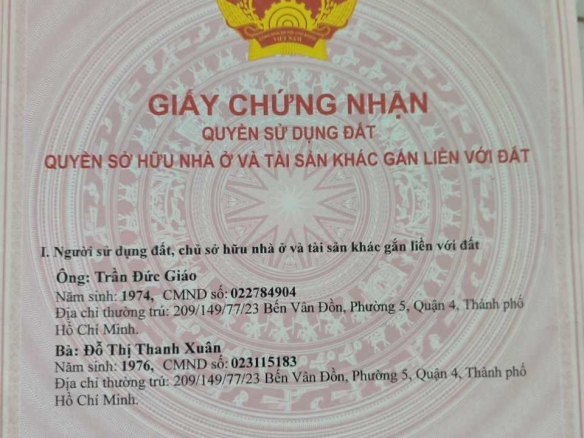 VIỆT NAM
GIẤY CHỨNG NHẬN
QUYỀN SỬ DỤNG ĐẤT
QUYỀN SỞ HỮU NHÀ Ở VÀ TÀI SẢN KHÁC GẮN LIỀN VỚI ĐẤT
I. Người sử dụng đất, chủ sở hữu nhà ở và tài sản khác gắn liền với đất
Ông: Trần Đức Giáo
Năm sinh: 1974, CMND số: 022784904
Địa chỉ thường trú: 209/149/77/23 Bến Vân Đồn, Phường 5, Quận 4, Thành phố
Hồ Chí Minh.
Bà: Đỗ Thị Thanh Xuân
Năm sinh: 1976, CMND số: 023115183
Địa chỉ thường trú: 209/149/77/23 Bến Vân Đồn, Phường 5, Quận 4, Thành phố
Hồ Chí Minh.